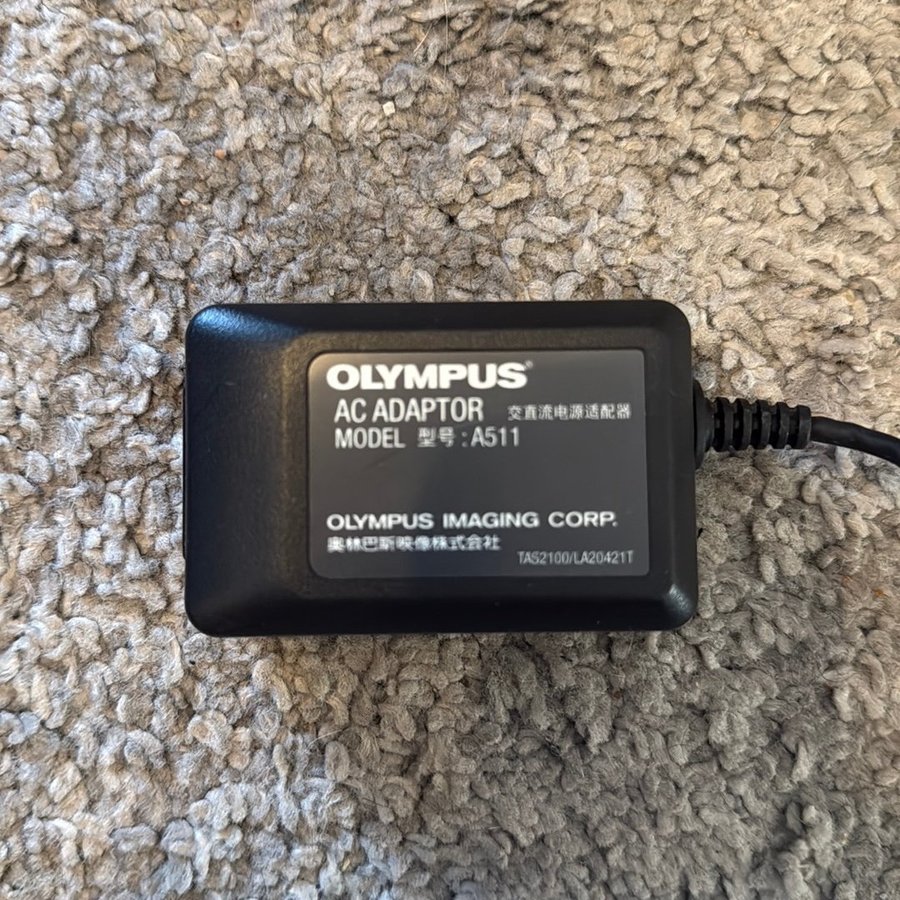 OLYMPUS®
AC ADAPTOR 交直流电源适配器
MODEL 型号: A511
OLYMPUS IMAGING CORP.
奥林巴斯映像株式会社
TAS2100/LA20421T